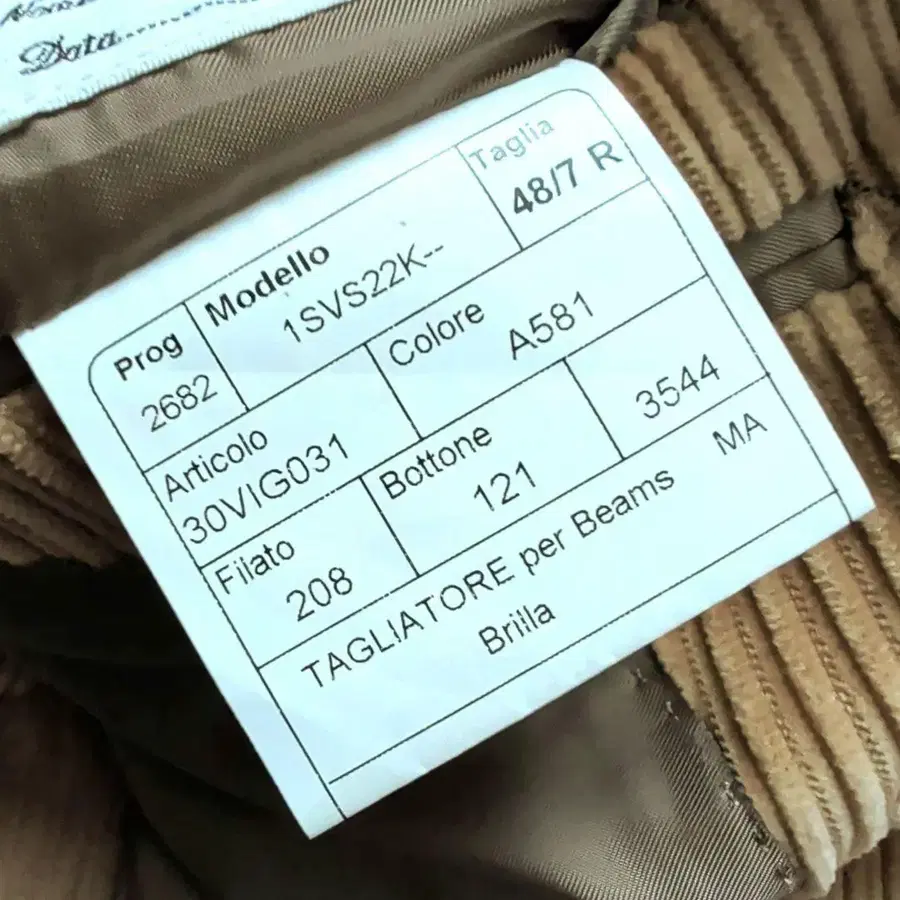 Data
Taglia
48/7 R
Modello
1SVS22K--
Prog
2682
Colore
A581
Articolo
30VIG031
3544
Bottone
121
Filato
208
MA
TAGLIATORE per Beams
Brilla